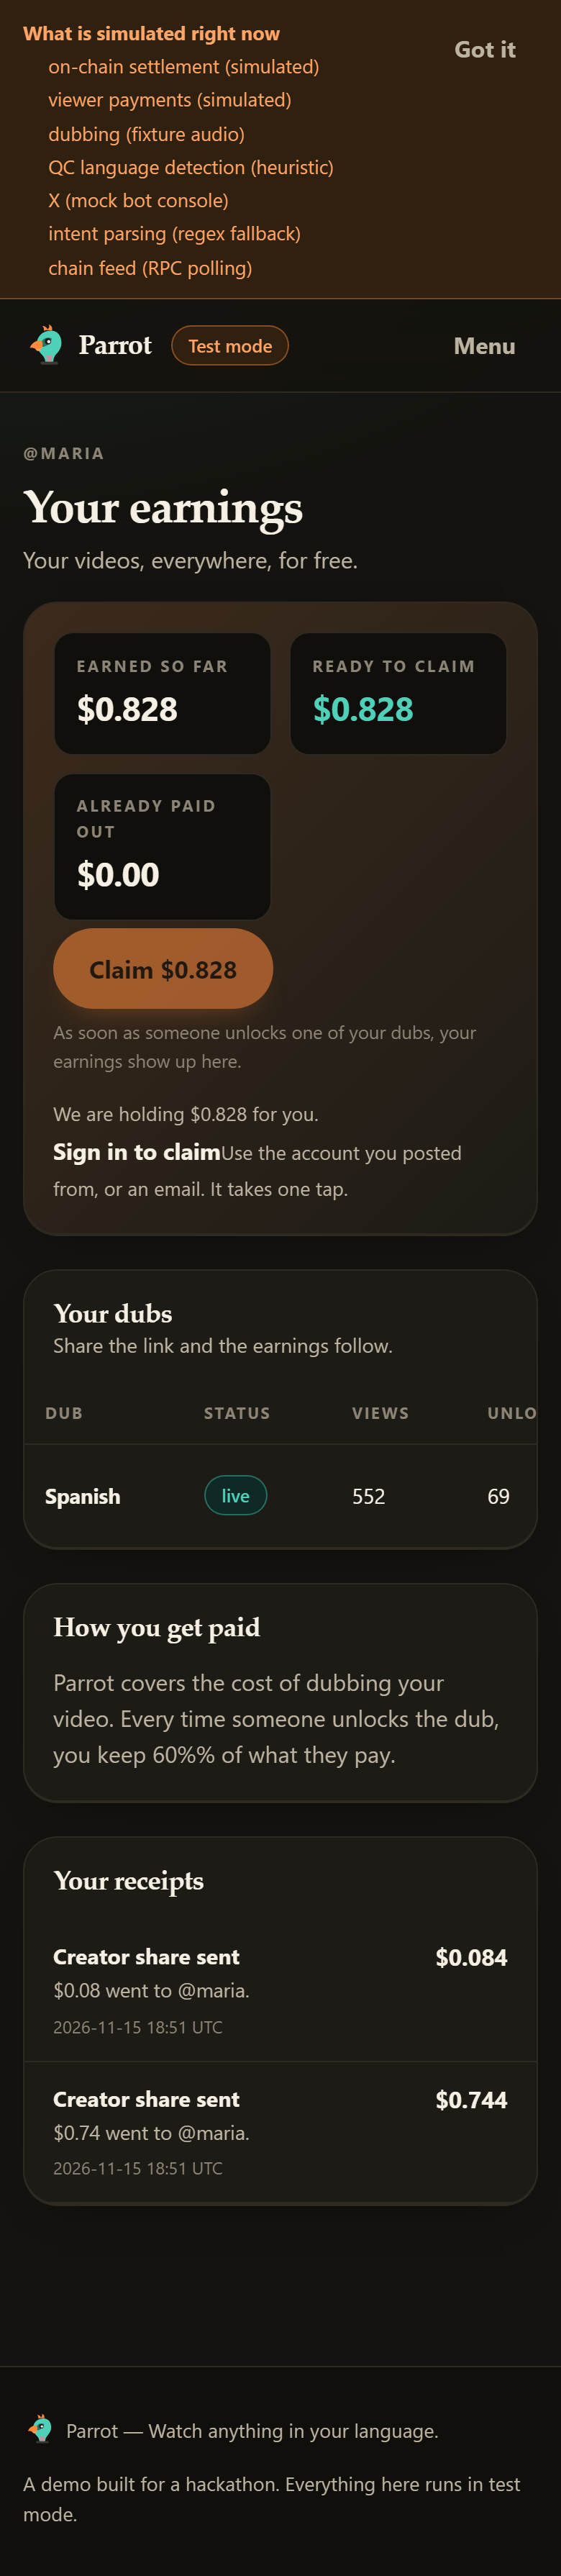 What is simulated right now
Got it
on-chain settlement (simulated)
viewer payments (simulated)
dubbing (fixture audio)
QC language detection (heuristic)
X (mock bot console)
intent parsing (regex fallback)
chain feed (RPC polling)
Parrot
Test mode
Menu
@MARIA
Your earnings
Your videos, everywhere, for free.
EARNED SO FAR
$0.828
READY TO CLAIM
$0.828
ALREADY PAID
OUT
$0.00
Claim $0.828
As soon as someone unlocks one of your dubs, your
earnings show up here.
We are holding $0.828 for you.
Sign in to claimUse the account you posted
from, or an email. It takes one tap.
Your dubs
Share the link and the earnings follow.
DUB STATUS VIEWS UNLO
Spanish live 552 69
How you get paid
Parrot covers the cost of dubbing your
video. Every time someone unlocks the dub,
you keep 60%% of what they pay.
Your receipts
Creator share sent $0.084
$0.08 went to @maria.
2026-11-15 18:51 UTC
Creator share sent $0.744
$0.74 went to @maria.
2026-11-15 18:51 UTC
Parrot — Watch anything in your language.
A demo built for a hackathon. Everything here runs in test
mode.